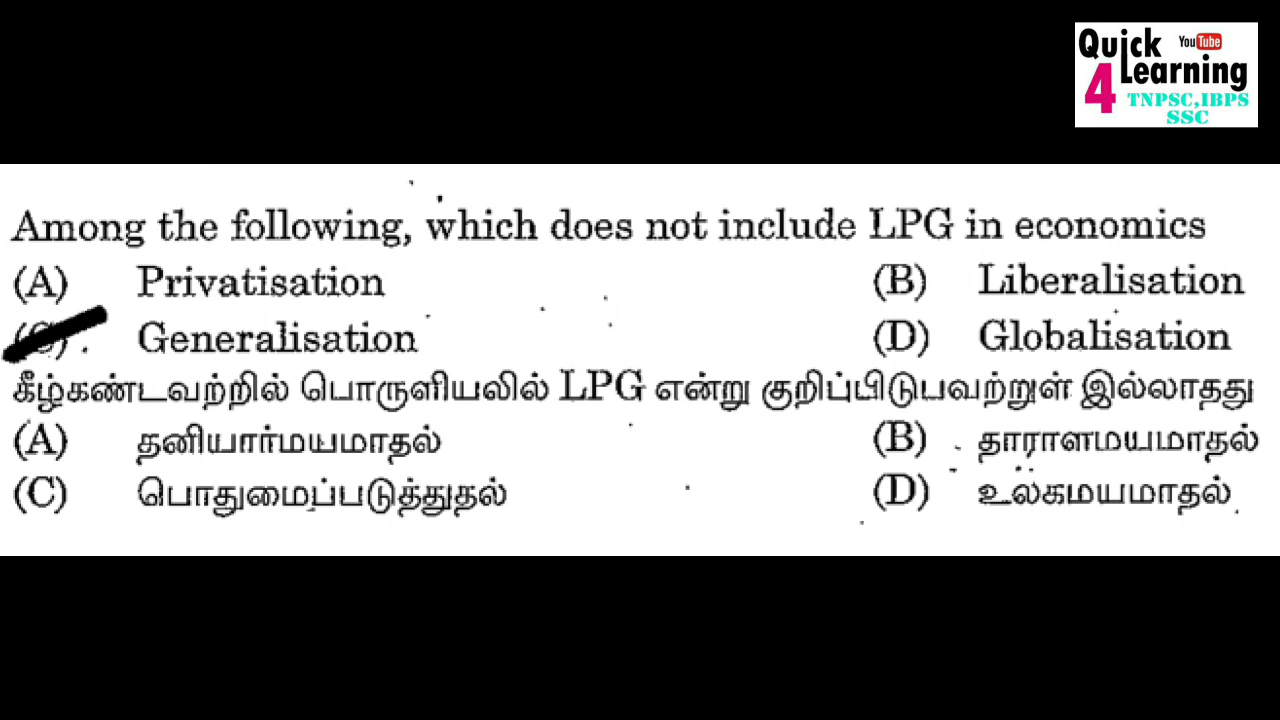 Quick YouTube
4 Learning
TNPSC,IBPS
SSC
Among the following, which does not include LPG in economics
(A) Privatisation (B) Liberalisation
(C) Generalisation (D) Globalisation
கீழ்கண்டவற்றில் பொருளியலில் LPG என்று குறிப்பிடுபவற்றுள் இல்லாதது
(A) தனியார்மயமாதல் (B) தாராளமயமாதல்
(C) பொதுமைப்படுத்துதல் (D) உலகமயமாதல்